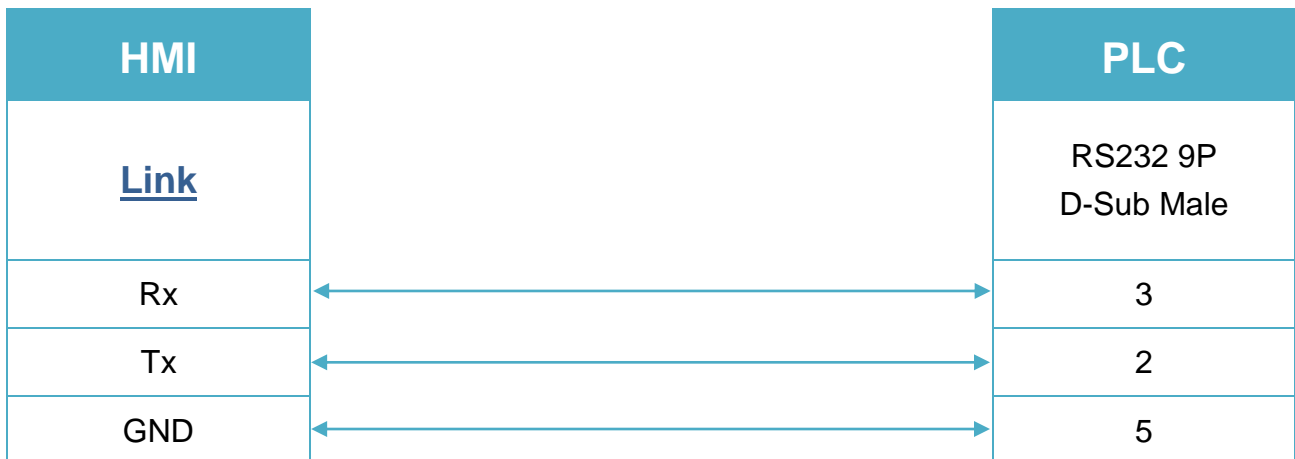 HMI
PLC
Link
RS232 9P
D-Sub Male
Rx
3
Tx
2
GND
5